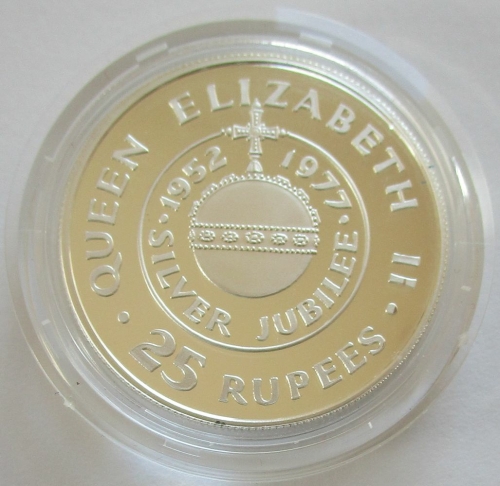 QUEEN ELIZABETH II
· 25 RUPEES ·
· 1952 1977 ·
SILVER JUBILEE